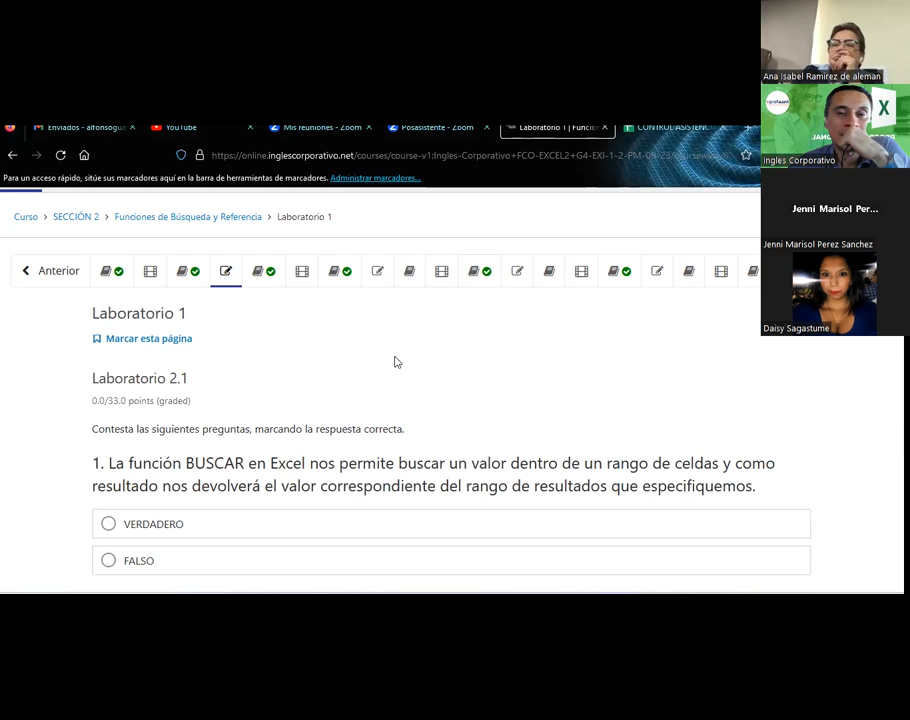 Ana Isabel Ramirez de aleman
Ingles Corporativo
Jenni Marisol Per...
Jenni Marisol Perez Sanchez
Daisy Sagastume
Enviados - alfonsogua
YouTube
Mis reuniones - Zoom
Posasistente - Zoom
Laboratorio 1 | Funcio
CONTROL ASISTENCI
https://online.inglescorporativo.net/courses/course-v1:Ingles-Corporativo+FCO-EXCEL2+G4-EXI-1-2-PM-
Para un acceso rápido, sitúe sus marcadores aquí en la barra de herramientas de marcadores. Administrar marcadores...
Curso > SECCIÓN 2 > Funciones de Búsqueda y Referencia > Laboratorio 1
Anterior
Laboratorio 1
Marcar esta página
Laboratorio 2.1
0.0/33.0 points (graded)
Contesta las siguientes preguntas, marcando la respuesta correcta.
1. La función BUSCAR en Excel nos permite buscar un valor dentro de un rango de celdas y como
resultado nos devolverá el valor correspondiente del rango de resultados que especifiquemos.
VERDADERO
FALSO